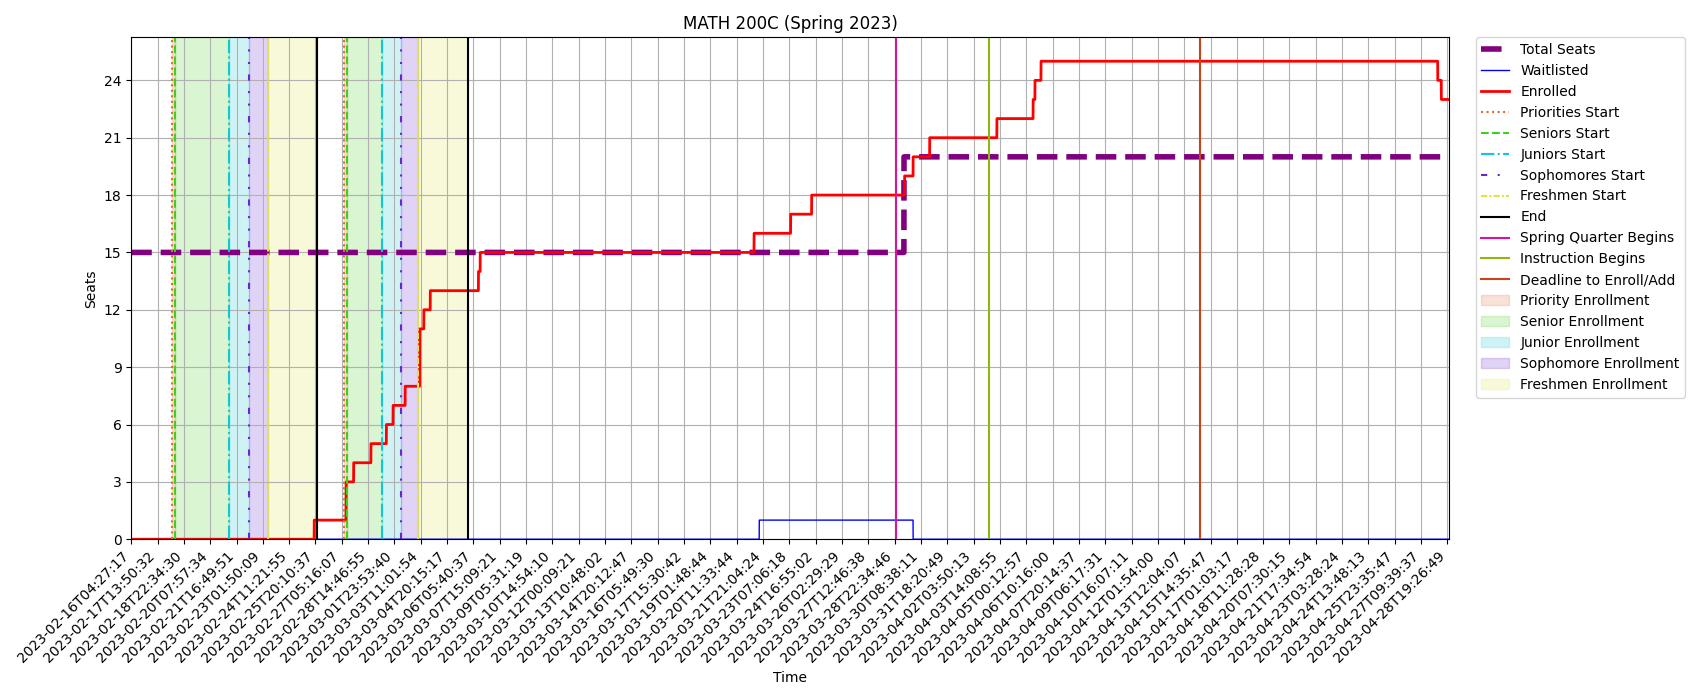 MATH 200C (Spring 2023)
Seats
24
21
18
15
12
9
6
3
0
2023-02-16T04:27:17
2023-02-17T13:50:32
2023-02-18T22:34:30
2023-02-20T07:57:34
2023-02-21T16:49:51
2023-02-23T01:50:09
2023-02-24T11:21:55
2023-02-25T20:10:37
2023-02-27T05:16:07
2023-02-28T14:46:55
2023-03-01T23:53:40
2023-03-03T11:01:54
2023-03-04T20:15:17
2023-03-06T05:40:37
2023-03-07T15:09:21
2023-03-09T05:31:19
2023-03-10T14:54:10
2023-03-12T00:09:21
2023-03-13T10:48:02
2023-03-14T20:12:47
2023-03-16T05:49:30
2023-03-17T15:30:42
2023-03-19T01:48:44
2023-03-20T11:33:44
2023-03-21T21:04:24
2023-03-23T07:06:18
2023-03-24T16:55:02
2023-03-26T02:29:29
2023-03-27T12:46:38
2023-03-28T22:34:46
2023-03-30T08:38:11
2023-03-31T18:20:49
2023-04-02T03:50:13
2023-04-03T14:08:55
2023-04-05T00:12:57
2023-04-06T10:16:00
2023-04-07T20:14:37
2023-04-09T06:17:31
2023-04-10T16:07:11
2023-04-12T01:54:00
2023-04-13T12:04:07
2023-04-15T14:35:47
2023-04-17T01:03:17
2023-04-18T11:28:28
2023-04-20T07:30:15
2023-04-21T17:34:54
2023-04-23T03:28:24
2023-04-24T13:48:13
2023-04-25T23:35:47
2023-04-27T09:39:37
2023-04-28T19:26:49
Time
Total Seats
Waitlisted
Enrolled
Priorities Start
Seniors Start
Juniors Start
Sophomores Start
Freshmen Start
End
Spring Quarter Begins
Instruction Begins
Deadline to Enroll/Add
Priority Enrollment
Senior Enrollment
Junior Enrollment
Sophomore Enrollment
Freshmen Enrollment